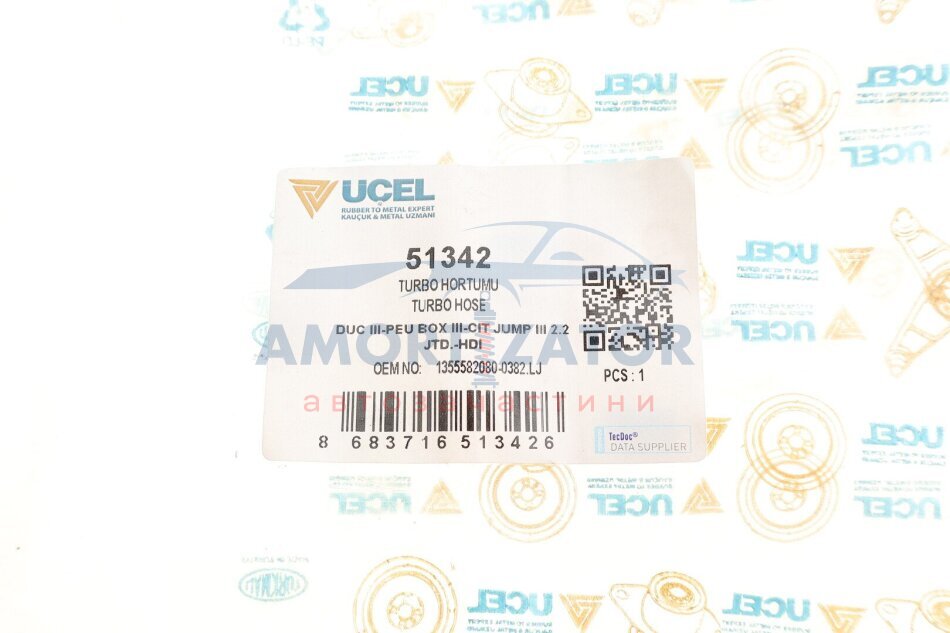 UÇEL
RUBBER TO METAL EXPERT
KAUÇUK & METAL UZMANI
51342
TURBO HORTUMU
TURBO HOSE
DUC III-PEU BOX III-CIT JUMP III 2.2
JTD.-HDI
AMORTIZATOR
OEM NO: 1355582080-0382.LJ
PCS : 1
автозапчастини
8 683716 513426
TecDoc®
DATA SUPPLIER